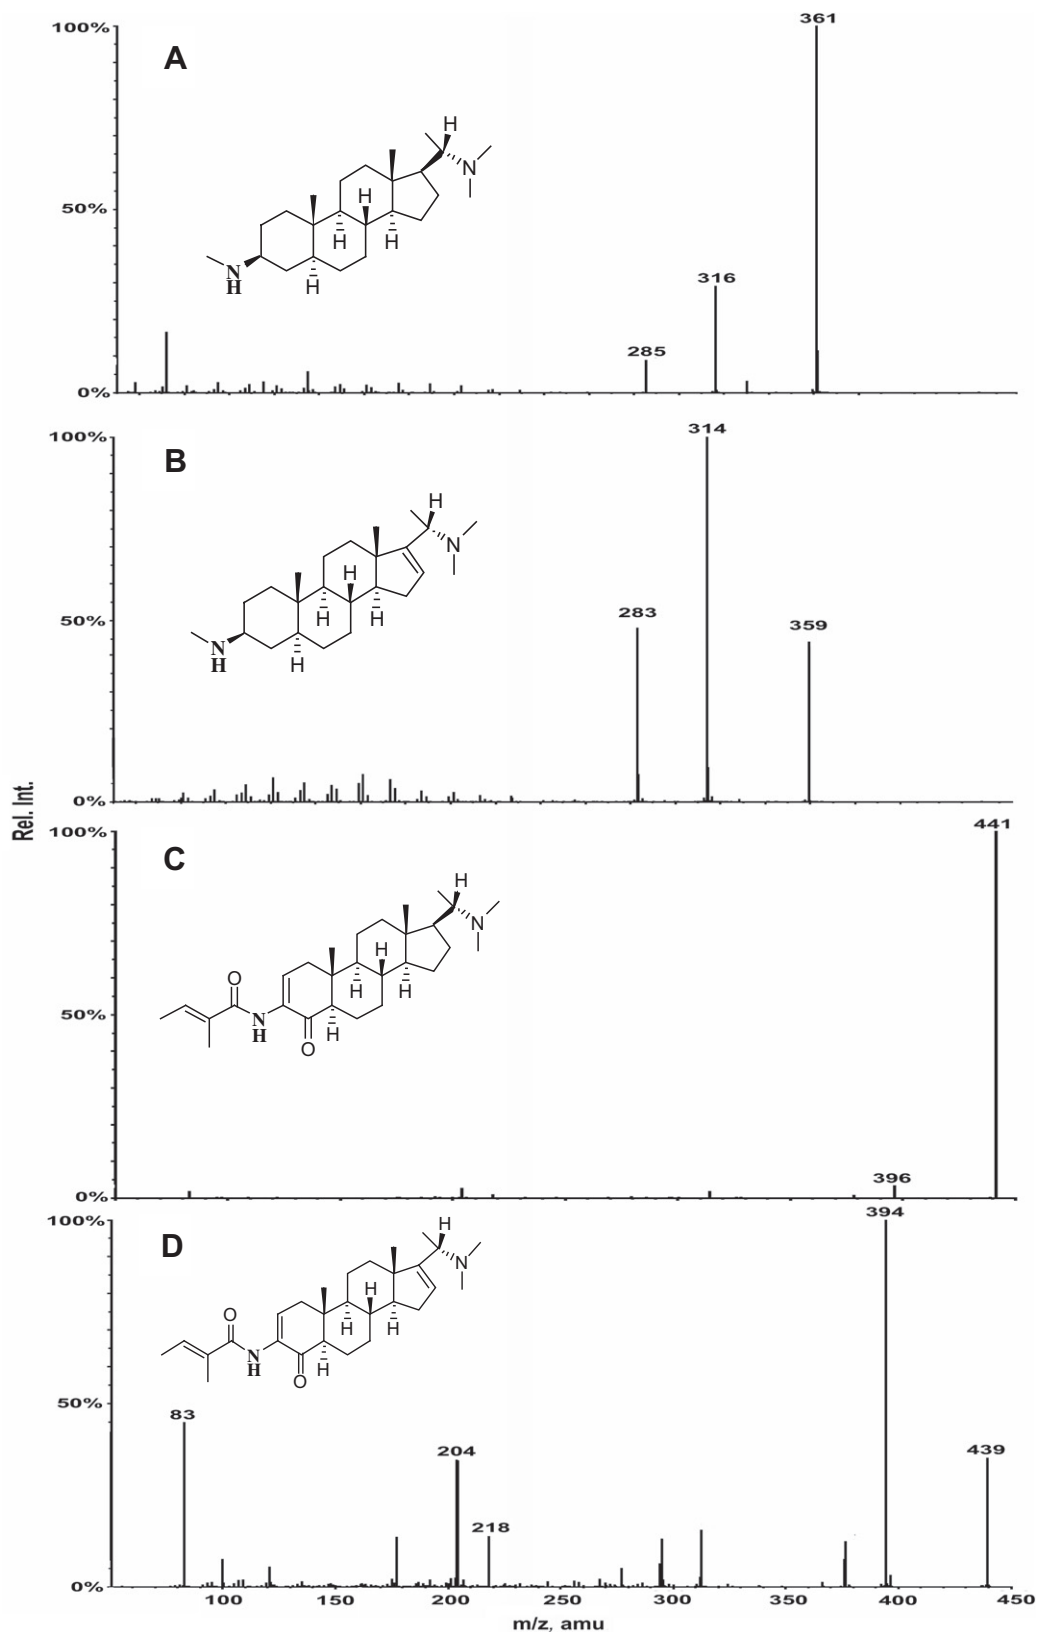 100%
361
A
H
N
50%
H
H
H
N
H
H
316
285
0%
100%
314
B
H
N
H
50%
283
359
H
H
N
H
H
0%
Rel. Int.
100%
441
C
H
N
H
O
H
H
50%
N
H
H
O
396
0%
100%
394
D
H
N
H
O
H
H
N
H
H
O
50%
83
204
439
218
0%
100
150
200
250
300
350
400
450
m/z, amu